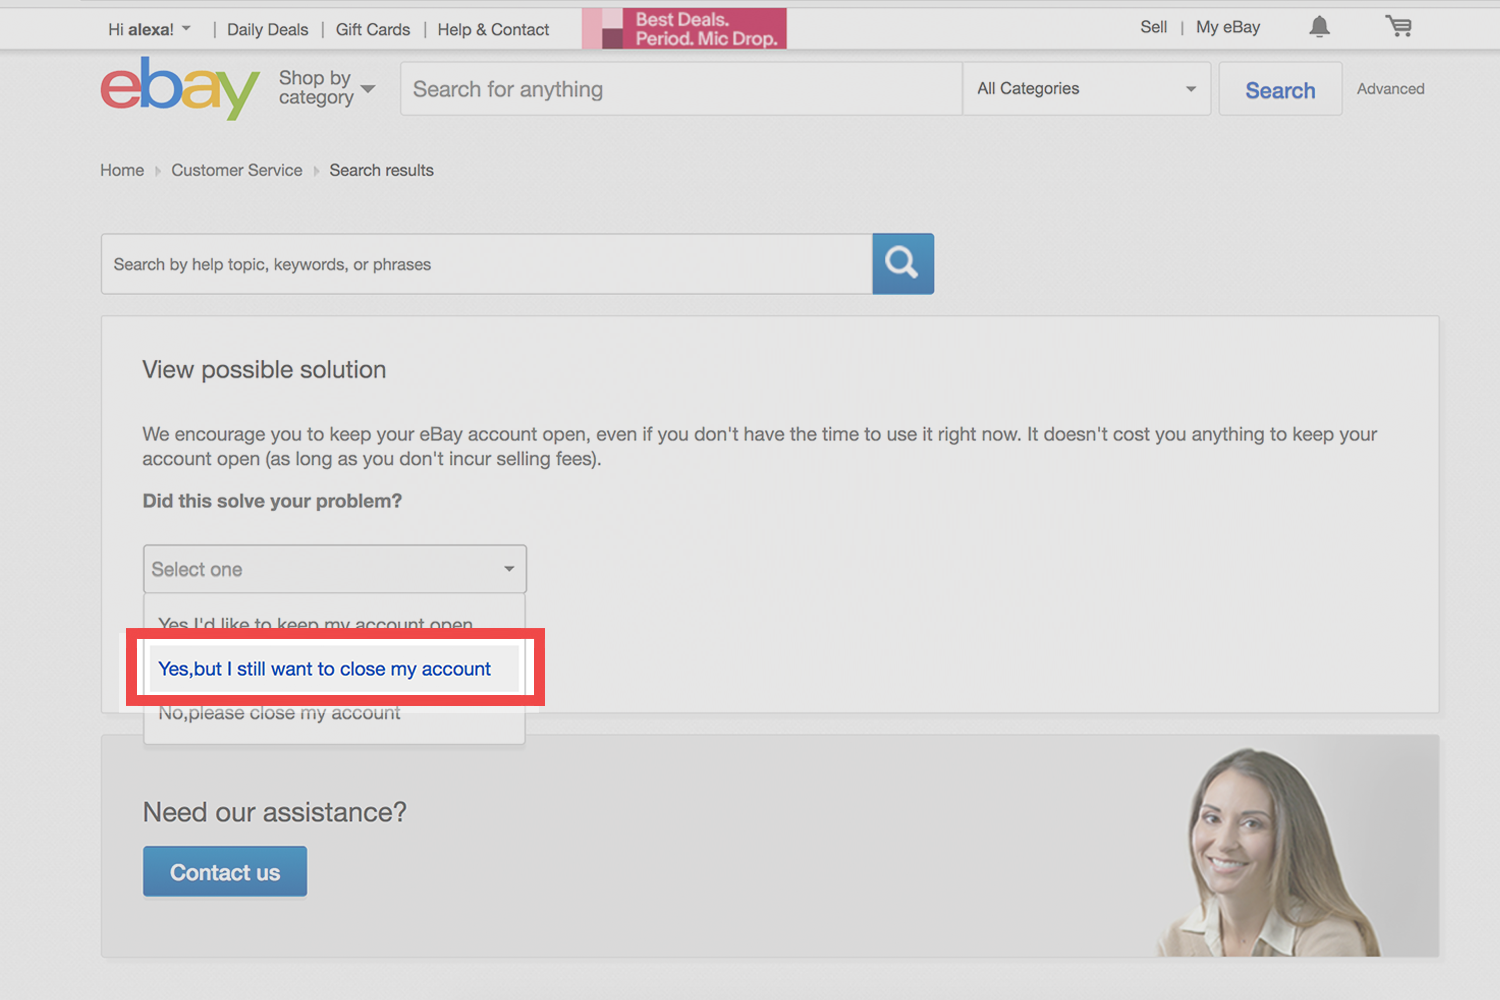 Hi alexa! | Daily Deals | Gift Cards | Help & Contact
Best Deals.
Period. Mic Drop.
Sell | My eBay
ebay
Shop by
category
Search for anything
All Categories
Search
Advanced
Home Customer Service Search results
Search by help topic, keywords, or phrases
View possible solution
We encourage you to keep your eBay account open, even if you don't have the time to use it right now. It doesn't cost you anything to keep your
account open (as long as you don't incur selling fees).
Did this solve your problem?
Select one
Yes I'd like to keep my account open
Yes,but I still want to close my account
No,please close my account
Need our assistance?
Contact us